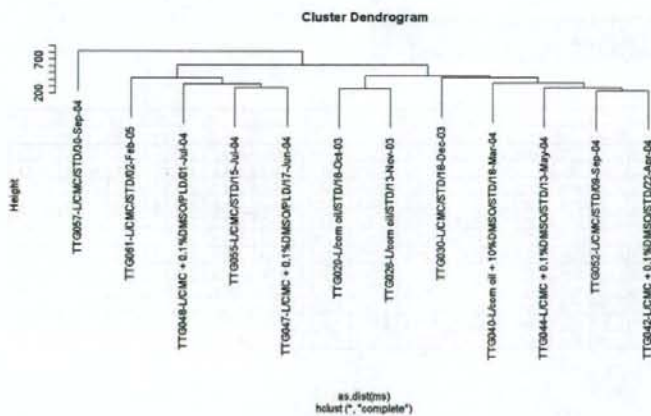 Cluster Dendrogram
Height
700
200
TTG057-L/CMC/STD/30-Sep-04
TTG061-L/CMC/STD/02-Feb-05
TTG048-L/CMC + 0.1%DMSO/PLD/01-Jul-04
TTG055-L/CMC/STD/15-Jul-04
TTG047-L/CMC + 0.1%DMSO/PLD/17-Jun-04
TTG020-L/corn oil/STD/16-Oct-03
TTG026-L/corn oil/STD/13-Nov-03
TTG030-L/CMC/STD/18-Dec-03
TTG040-L/corn oil + 10%DMSO/STD/18-Mar-04
TTG044-L/CMC + 0.1%DMSO/STD/13-May-04
TTG052-L/CMC/STD/09-Sep-04
TTG042-L/CMC + 0.1%DMSO/STD/22-Apr-04
as.dist(ms)
hclust (*, "complete")